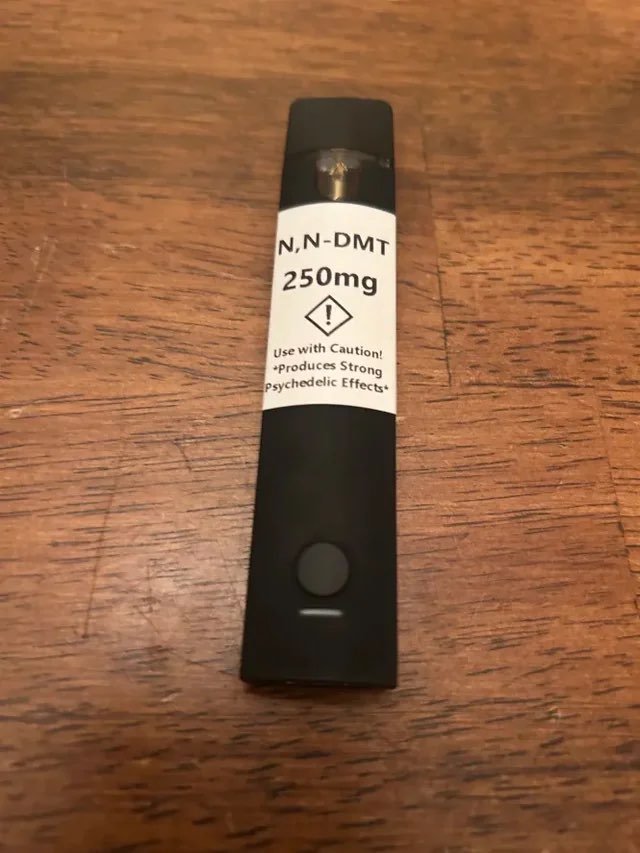 N,N-DMT
250mg
!
Use with Caution!
*Produces Strong
Psychedelic Effects*